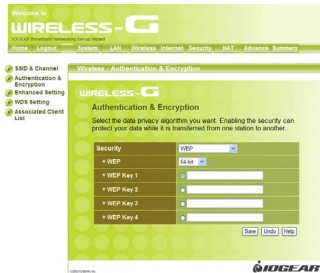 Welcome to
WIRELESS-G
IOGEAR Broadband Networking Set-up Wizard
Home Logout System LAN Wireless Internet Security NAT Advance Summary
SSID & Channel
Authentication &
Encryption
Enhanced Setting
WDS Setting
Associated Client
List
Wireless - Authentication & Encryption
WIRELESS-G
Authentication & Encryption
Select the data privacy algorithm you want. Enabling the security can
protect your data while it is transferred from one station to another.
Security WEP
+ WEP 64-bit
+ WEP Key 1
+ WEP Key 2
+ WEP Key 3
+ WEP Key 4
Save Undo Help
IOGEAR